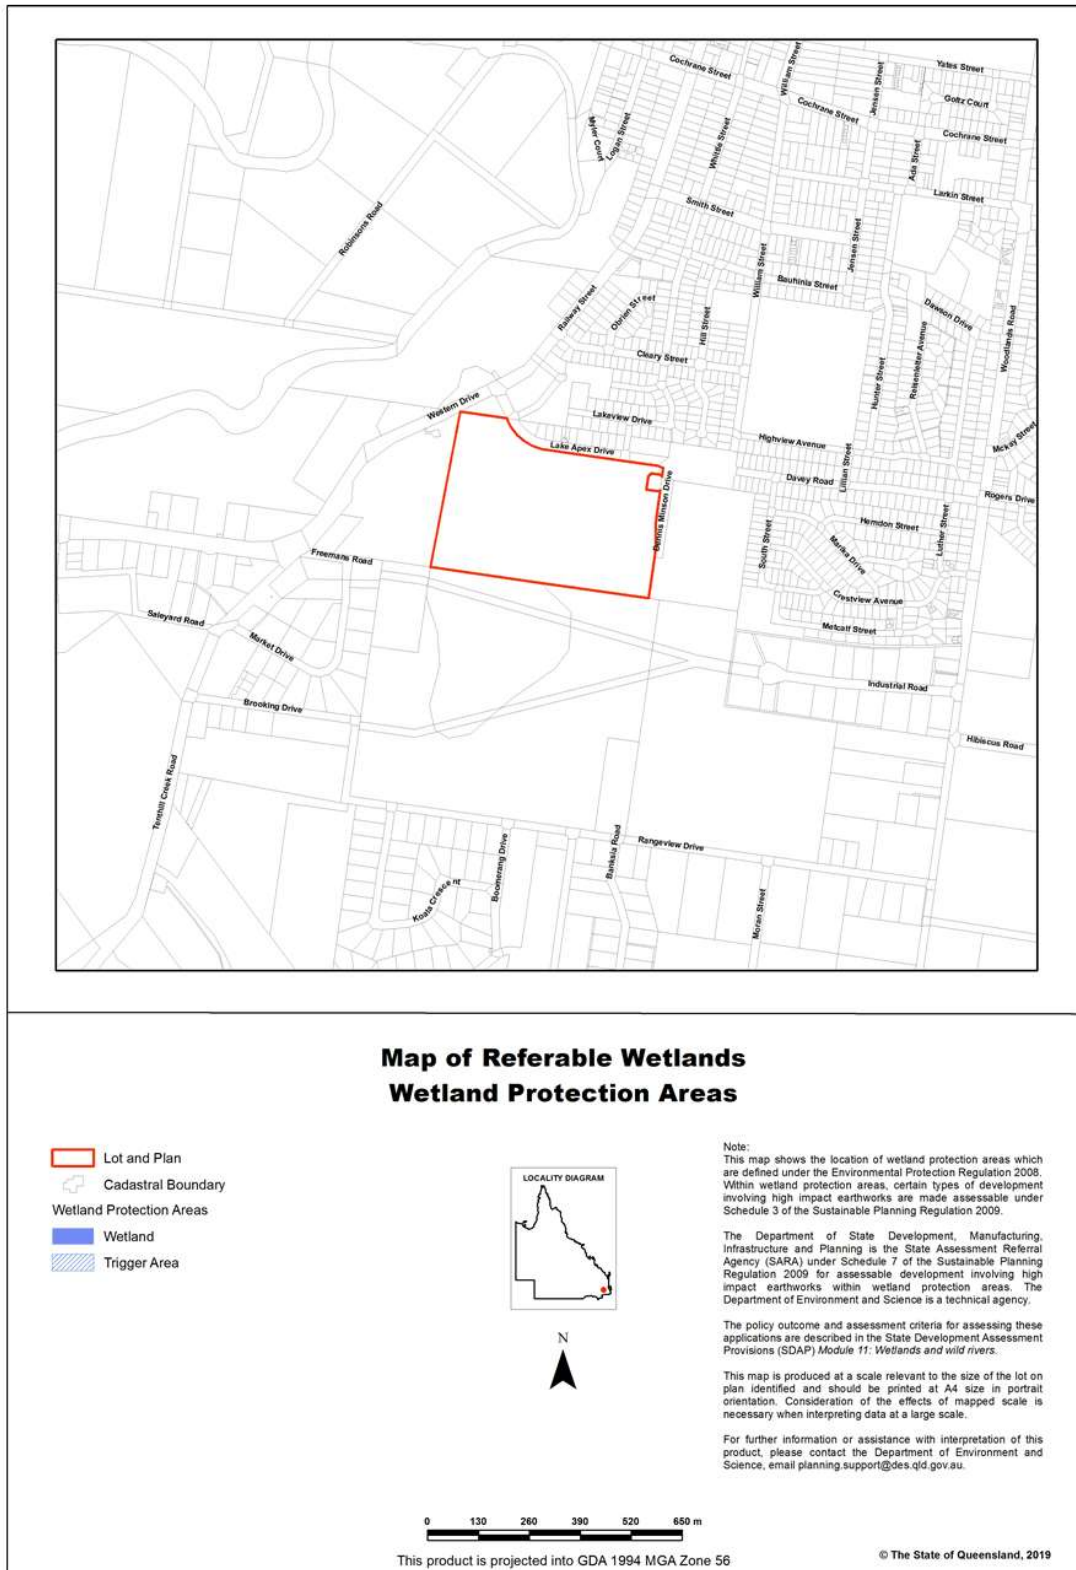 Yates Street
Cochrane Street
William Street
Jensen Street
Goltz Court
Cochrane Street
Cochrane Street
Myler Court
Logan Street
Whittle Street
Ada Street
Larkin Street
Robinsons Road
Smith Street
Jensen Street
William Street
Bauhinia Street
Railway Street
Obrien Street
Hill Street
Dawson Drive
Woodlands Road
Cleary Street
Hunter Street
Reisenleiter Avenue
Western Drive
Lakeview Drive
Lake Apex Drive
Highview Avenue
Mckay Street
Davey Road
Lillian Street
Rogers Drive
Dennis Minson Drive
Herndon Street
Luther Street
South Street
Marika Drive
Freemans Road
Crestview Avenue
Metcalf Street
Saleyard Road
Market Drive
Industrial Road
Brooking Drive
Hibiscus Road
Tenthill Creek Road
Rangeview Drive
Banksia Road
Boomerang Drive
Koala Crescent
Moran Street
Map of Referable Wetlands
Wetland Protection Areas
Lot and Plan
Cadastral Boundary
Wetland Protection Areas
Wetland
Trigger Area
LOCALITY DIAGRAM
N
Note:
This map shows the location of wetland protection areas which
are defined under the Environmental Protection Regulation 2008.
Within wetland protection areas, certain types of development
involving high impact earthworks are made assessable under
Schedule 3 of the Sustainable Planning Regulation 2009.
The Department of State Development, Manufacturing,
Infrastructure and Planning is the State Assessment Referral
Agency (SARA) under Schedule 7 of the Sustainable Planning
Regulation 2009 for assessable development involving high
impact earthworks within wetland protection areas. The
Department of Environment and Science is a technical agency.
The policy outcome and assessment criteria for assessing these
applications are described in the State Development Assessment
Provisions (SDAP) Module 11: Wetlands and wild rivers.
This map is produced at a scale relevant to the size of the lot on
plan identified and should be printed at A4 size in portrait
orientation. Consideration of the effects of mapped scale is
necessary when interpreting data at a large scale.
For further information or assistance with interpretation of this
product, please contact the Department of Environment and
Science, email planning.support@des.qld.gov.au.
0 130 260 390 520 650 m
This product is projected into GDA 1994 MGA Zone 56
© The State of Queensland, 2019